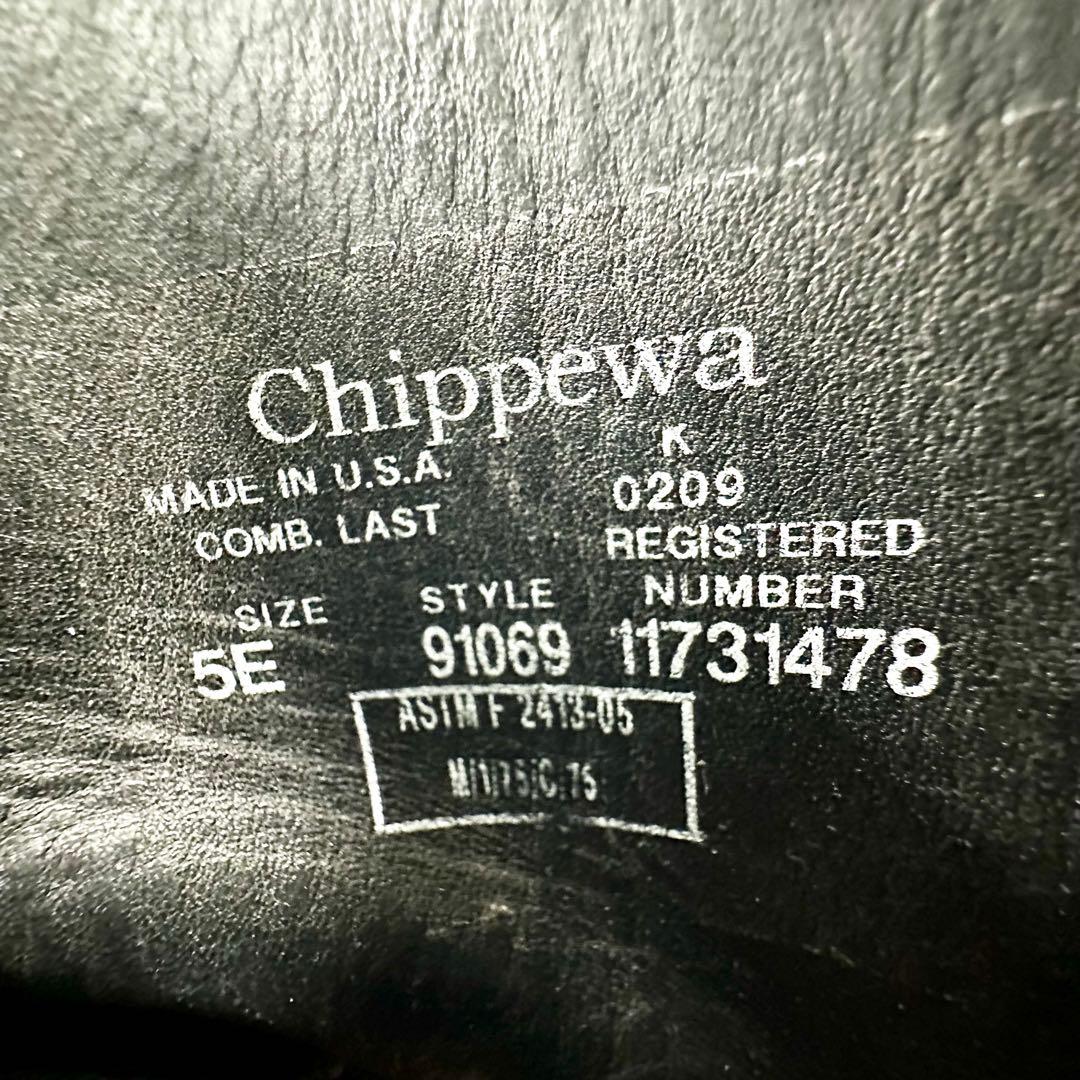 Chippewa
MADE IN U.S.A.
COMB. LAST
K
0209
REGISTERED
NUMBER
11731478
SIZE
5E
STYLE
91069
ASTM F 2413-05
M/I/75/C/75